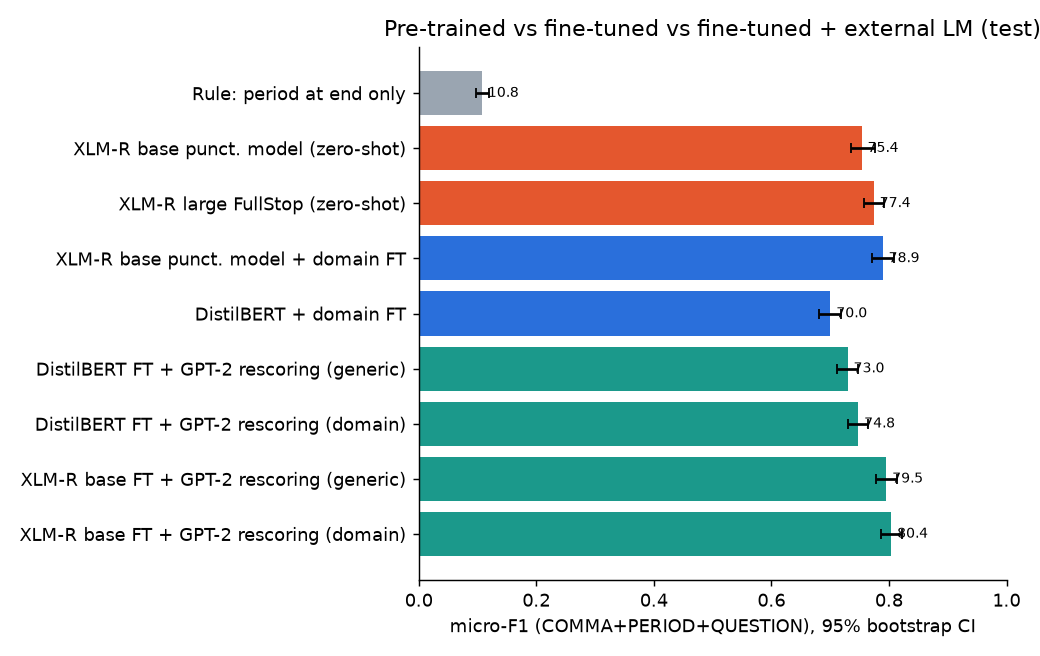 Pre-trained vs fine-tuned vs fine-tuned + external LM (test)
Rule: period at end only
10.8
XLM-R base punct. model (zero-shot)
75.4
XLM-R large FullStop (zero-shot)
77.4
XLM-R base punct. model + domain FT
78.9
DistilBERT + domain FT
70.0
DistilBERT FT + GPT-2 rescoring (generic)
73.0
DistilBERT FT + GPT-2 rescoring (domain)
74.8
XLM-R base FT + GPT-2 rescoring (generic)
79.5
XLM-R base FT + GPT-2 rescoring (domain)
80.4
0.0 0.2 0.4 0.6 0.8 1.0
micro-F1 (COMMA+PERIOD+QUESTION), 95% bootstrap CI